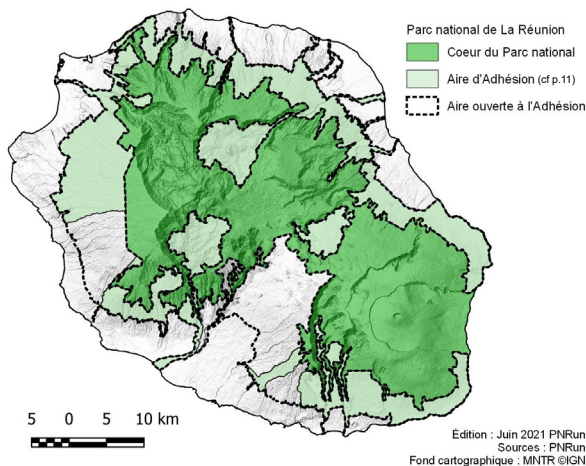 Parc national de La Réunion
Coeur du Parc national
Aire d'Adhésion (cf p.11)
Aire ouverte à l'Adhésion
5 0 5 10 km
Édition : Juin 2021 PNRun
Sources : PNRun
Fond cartographique : MNTR ©IGN